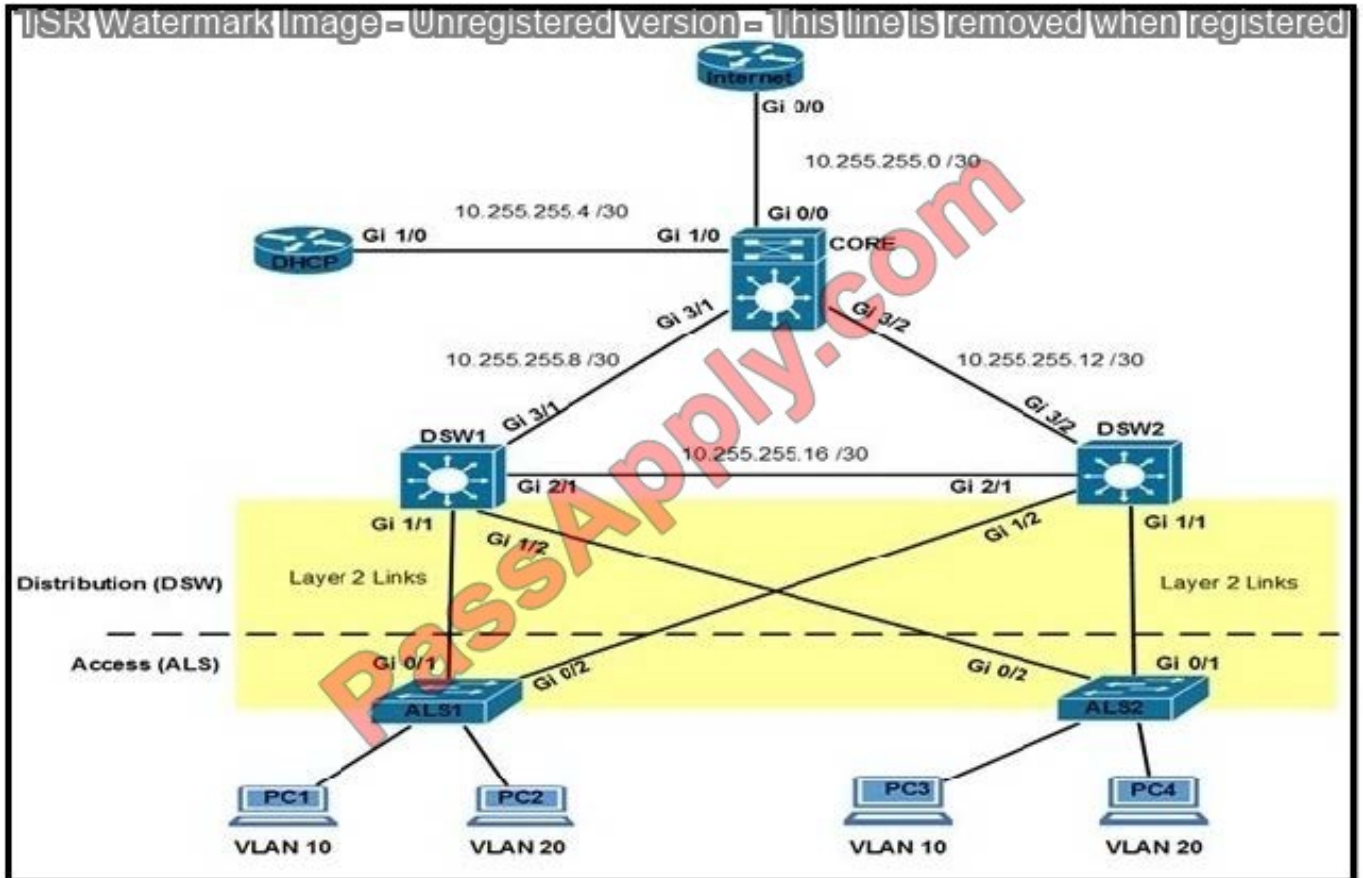 TSR Watermark Image - Unregistered version - This line is removed when registered
Internet
Gi 0/0
10.255.255.0 /30
10.255.255.4 /30
Gi 0/0
Gi 1/0
Gi 1/0
CORE
DHCP
Gi 3/1
Gi 3/2
10.255.255.8 /30
10.255.255.12 /30
Gi 3/1
Gi 3/2
DSW1
DSW2
10.255.255.16 /30
Gi 2/1
Gi 2/1
Gi 1/1
Gi 1/2
Gi 1/2
Gi 1/1
Distribution (DSW)
Layer 2 Links
Layer 2 Links
Access (ALS)
Gi 0/1
Gi 0/2
Gi 0/2
Gi 0/1
ALS1
ALS2
PC1
PC2
PC3
PC4
VLAN 10
VLAN 20
VLAN 10
VLAN 20
PassApply.com